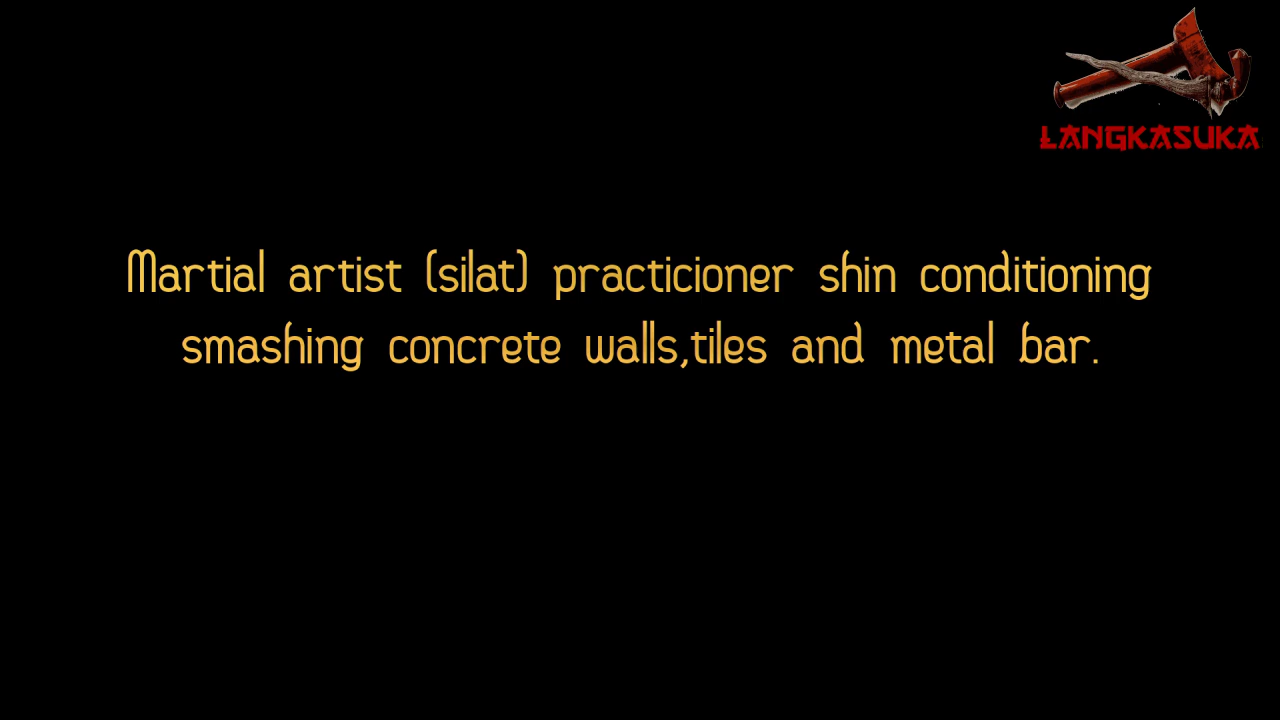 LANGKASUKA
Martial artist (silat) practicioner shin conditioning
smashing concrete walls,tiles and metal bar.